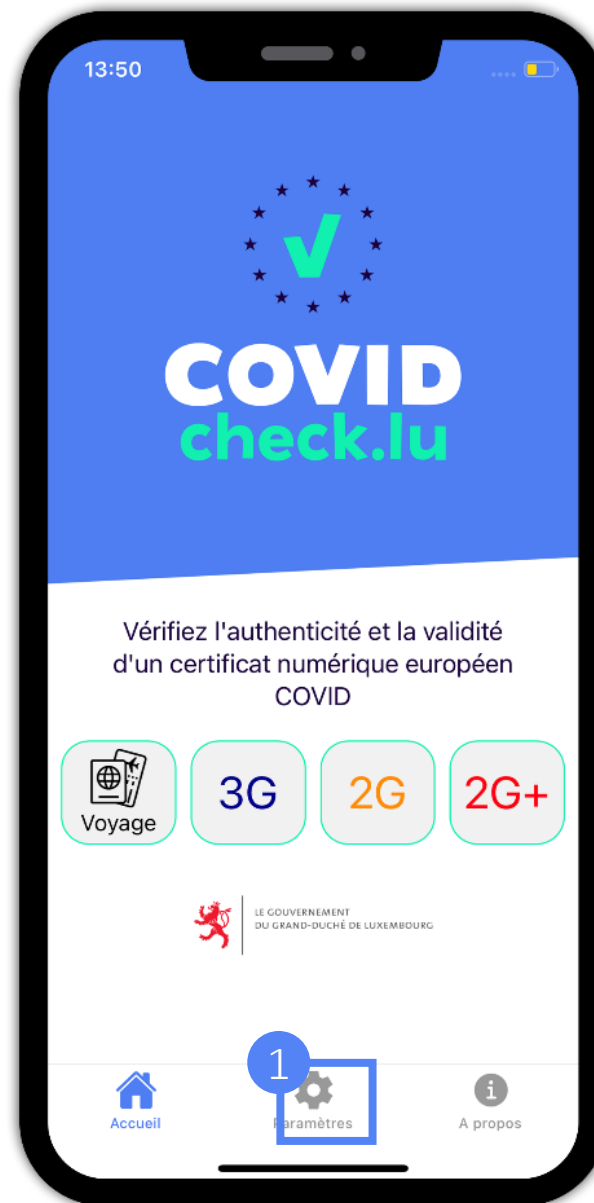 13:50
COVID
check.lu
Vérifiez l'authenticité et la validité
d'un certificat numérique européen
COVID
Voyage
3G
2G
2G+
LE GOUVERNEMENT
DU GRAND-DUCHÉ DE LUXEMBOURG
1
Accueil
Paramètres
A propos